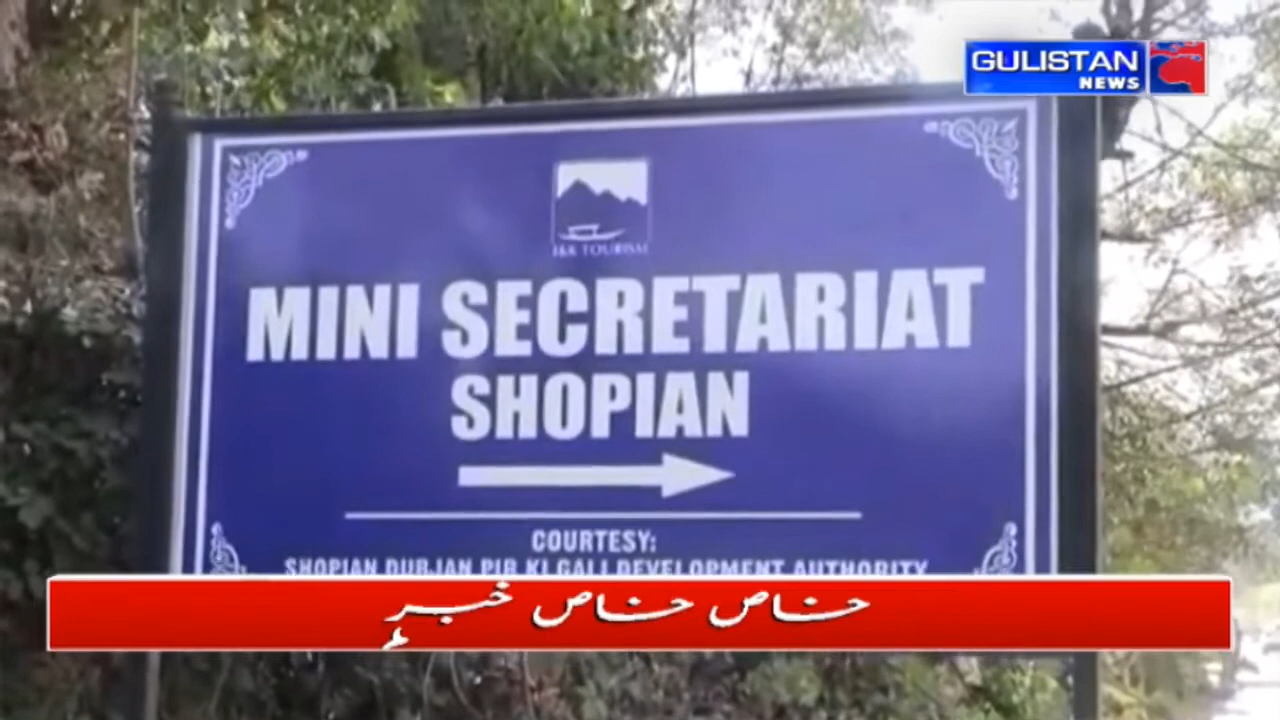 GULISTAN
NEWS
J&K TOURISM
MINI SECRETARIAT
SHOPIAN
COURTESY:
SHOPIAN DUBJAN PIR KI GALI DEVELOPMENT AUTHORITY
خاص خاص خبر